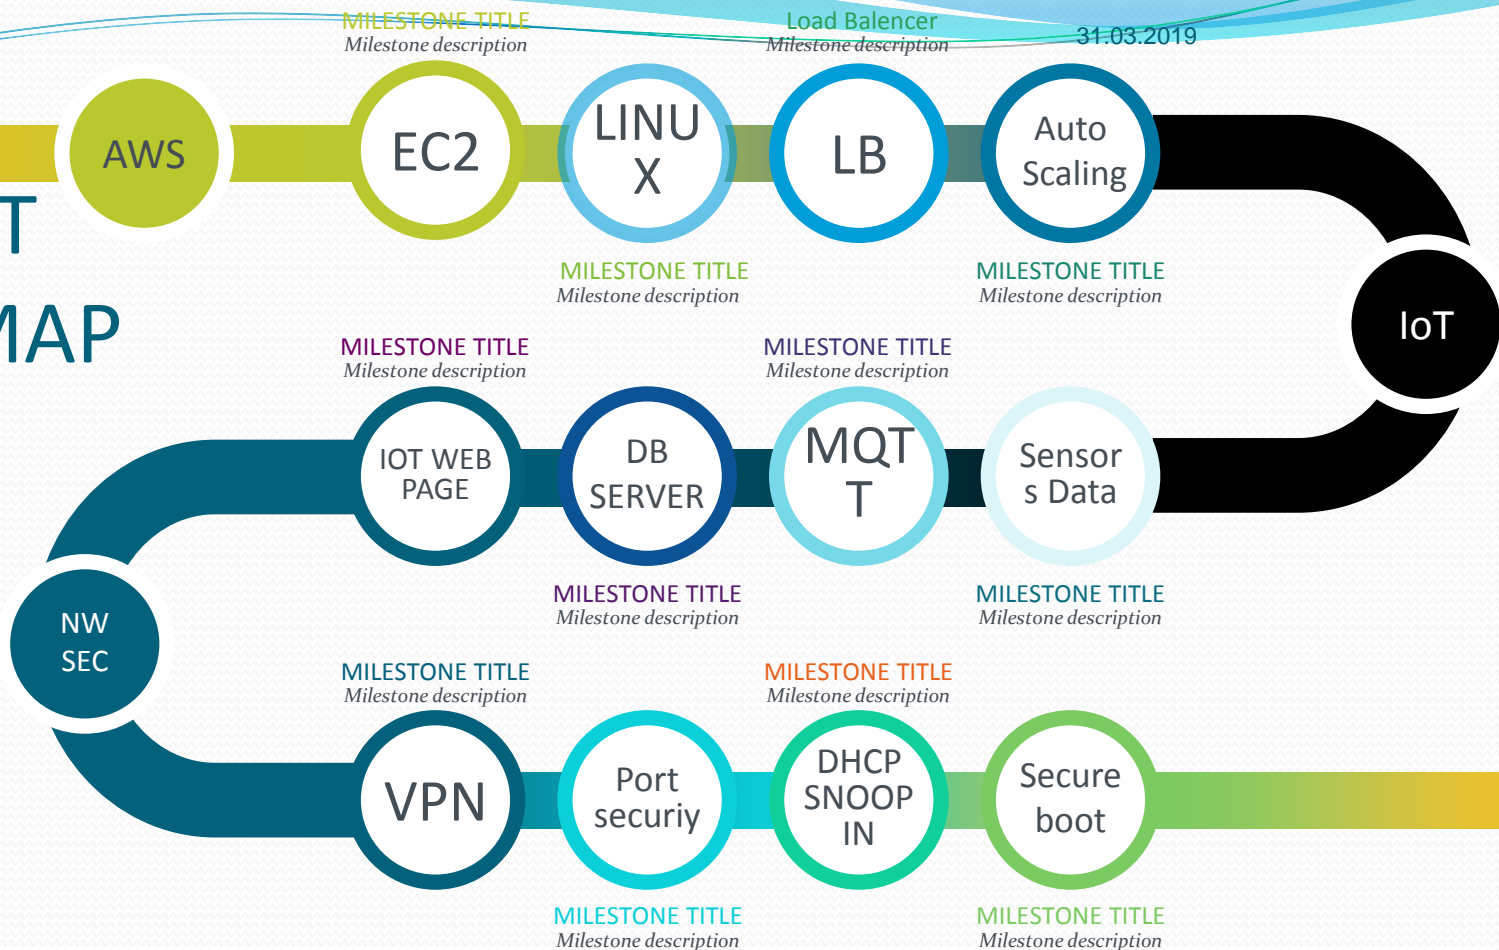 MILESTONE TITLE
Milestone description
Load Balencer
Milestone description
31.03.2019
AWS
EC2
LINU
X
LB
Auto
Scaling
T
MAP
MILESTONE TITLE
Milestone description
MILESTONE TITLE
Milestone description
IoT
MILESTONE TITLE
Milestone description
MILESTONE TITLE
Milestone description
IOT WEB
PAGE
DB
SERVER
MQT
T
Sensor
s Data
MILESTONE TITLE
Milestone description
MILESTONE TITLE
Milestone description
NW
SEC
MILESTONE TITLE
Milestone description
MILESTONE TITLE
Milestone description
VPN
Port
securiy
DHCP
SNOOP
IN
Secure
boot
MILESTONE TITLE
Milestone description
MILESTONE TITLE
Milestone description